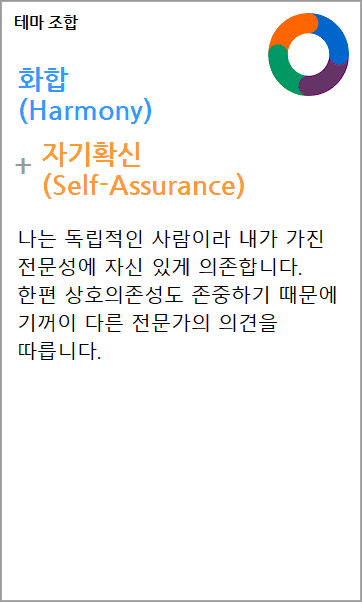 테마 조합
화합
(Harmony)
+ 자기확신
(Self-Assurance)
나는 독립적인 사람이라 내가 가진
전문성에 자신 있게 의존합니다.
한편 상호의존성도 존중하기 때문에
기꺼이 다른 전문가의 의견을
따릅니다.